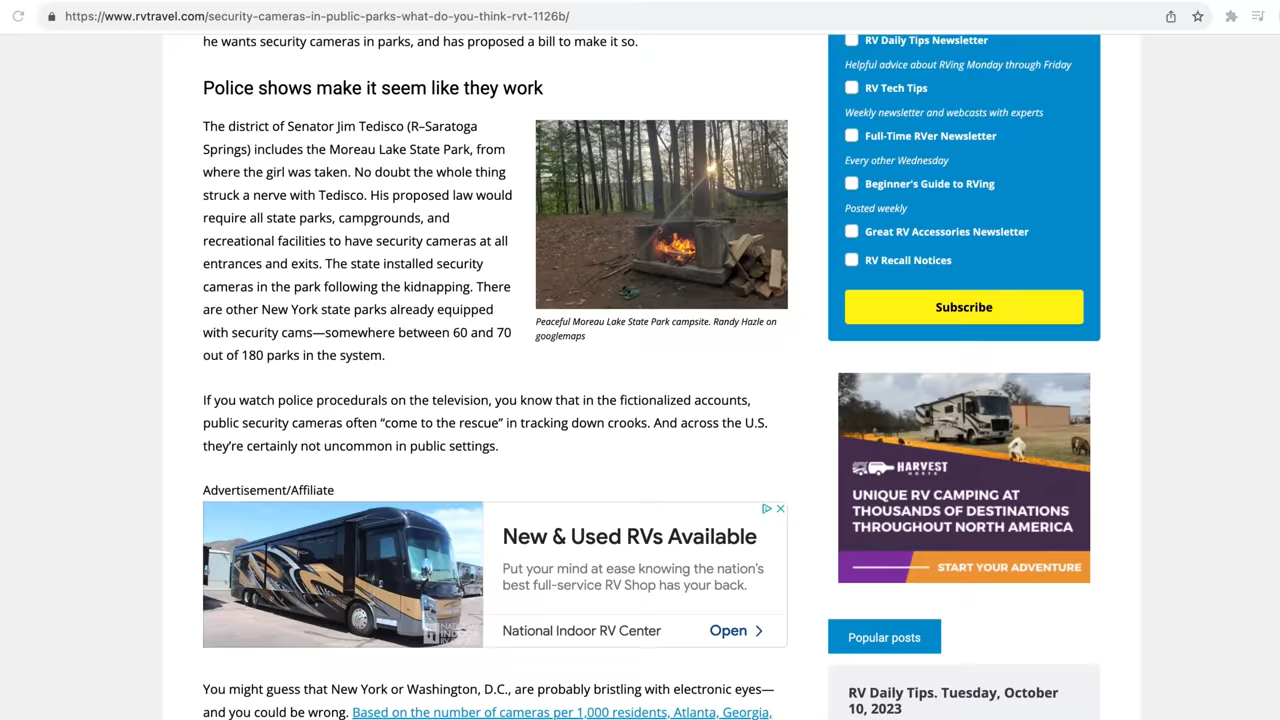 https://www.rvtravel.com/security-cameras-in-public-parks-what-do-you-think-rvt-1126b/
he wants security cameras in parks, and has proposed a bill to make it so.
Police shows make it seem like they work
The district of Senator Jim Tedisco (R–Saratoga
Springs) includes the Moreau Lake State Park, from
where the girl was taken. No doubt the whole thing
struck a nerve with Tedisco. His proposed law would
require all state parks, campgrounds, and
recreational facilities to have security cameras at all
entrances and exits. The state installed security
cameras in the park following the kidnapping. There
are other New York state parks already equipped
with security cams—somewhere between 60 and 70
out of 180 parks in the system.
Peaceful Moreau Lake State Park campsite. Randy Hazle on
googlemaps
If you watch police procedurals on the television, you know that in the fictionalized accounts,
public security cameras often “come to the rescue” in tracking down crooks. And across the U.S.
they’re certainly not uncommon in public settings.
Advertisement/Affiliate
New & Used RVs Available
Put your mind at ease knowing the nation's
best full-service RV Shop has your back.
National Indoor RV Center
Open
You might guess that New York or Washington, D.C., are probably bristling with electronic eyes—
and you could be wrong. Based on the number of cameras per 1,000 residents, Atlanta, Georgia,
RV Daily Tips Newsletter
Helpful advice about RVing Monday through Friday
RV Tech Tips
Weekly newsletter and webcasts with experts
Full-Time RVer Newsletter
Every other Wednesday
Beginner's Guide to RVing
Posted weekly
Great RV Accessories Newsletter
RV Recall Notices
Subscribe
HARVEST
UNIQUE RV CAMPING AT
THOUSANDS OF DESTINATIONS
THROUGHOUT NORTH AMERICA
START YOUR ADVENTURE
Popular posts
RV Daily Tips. Tuesday, October
10, 2023